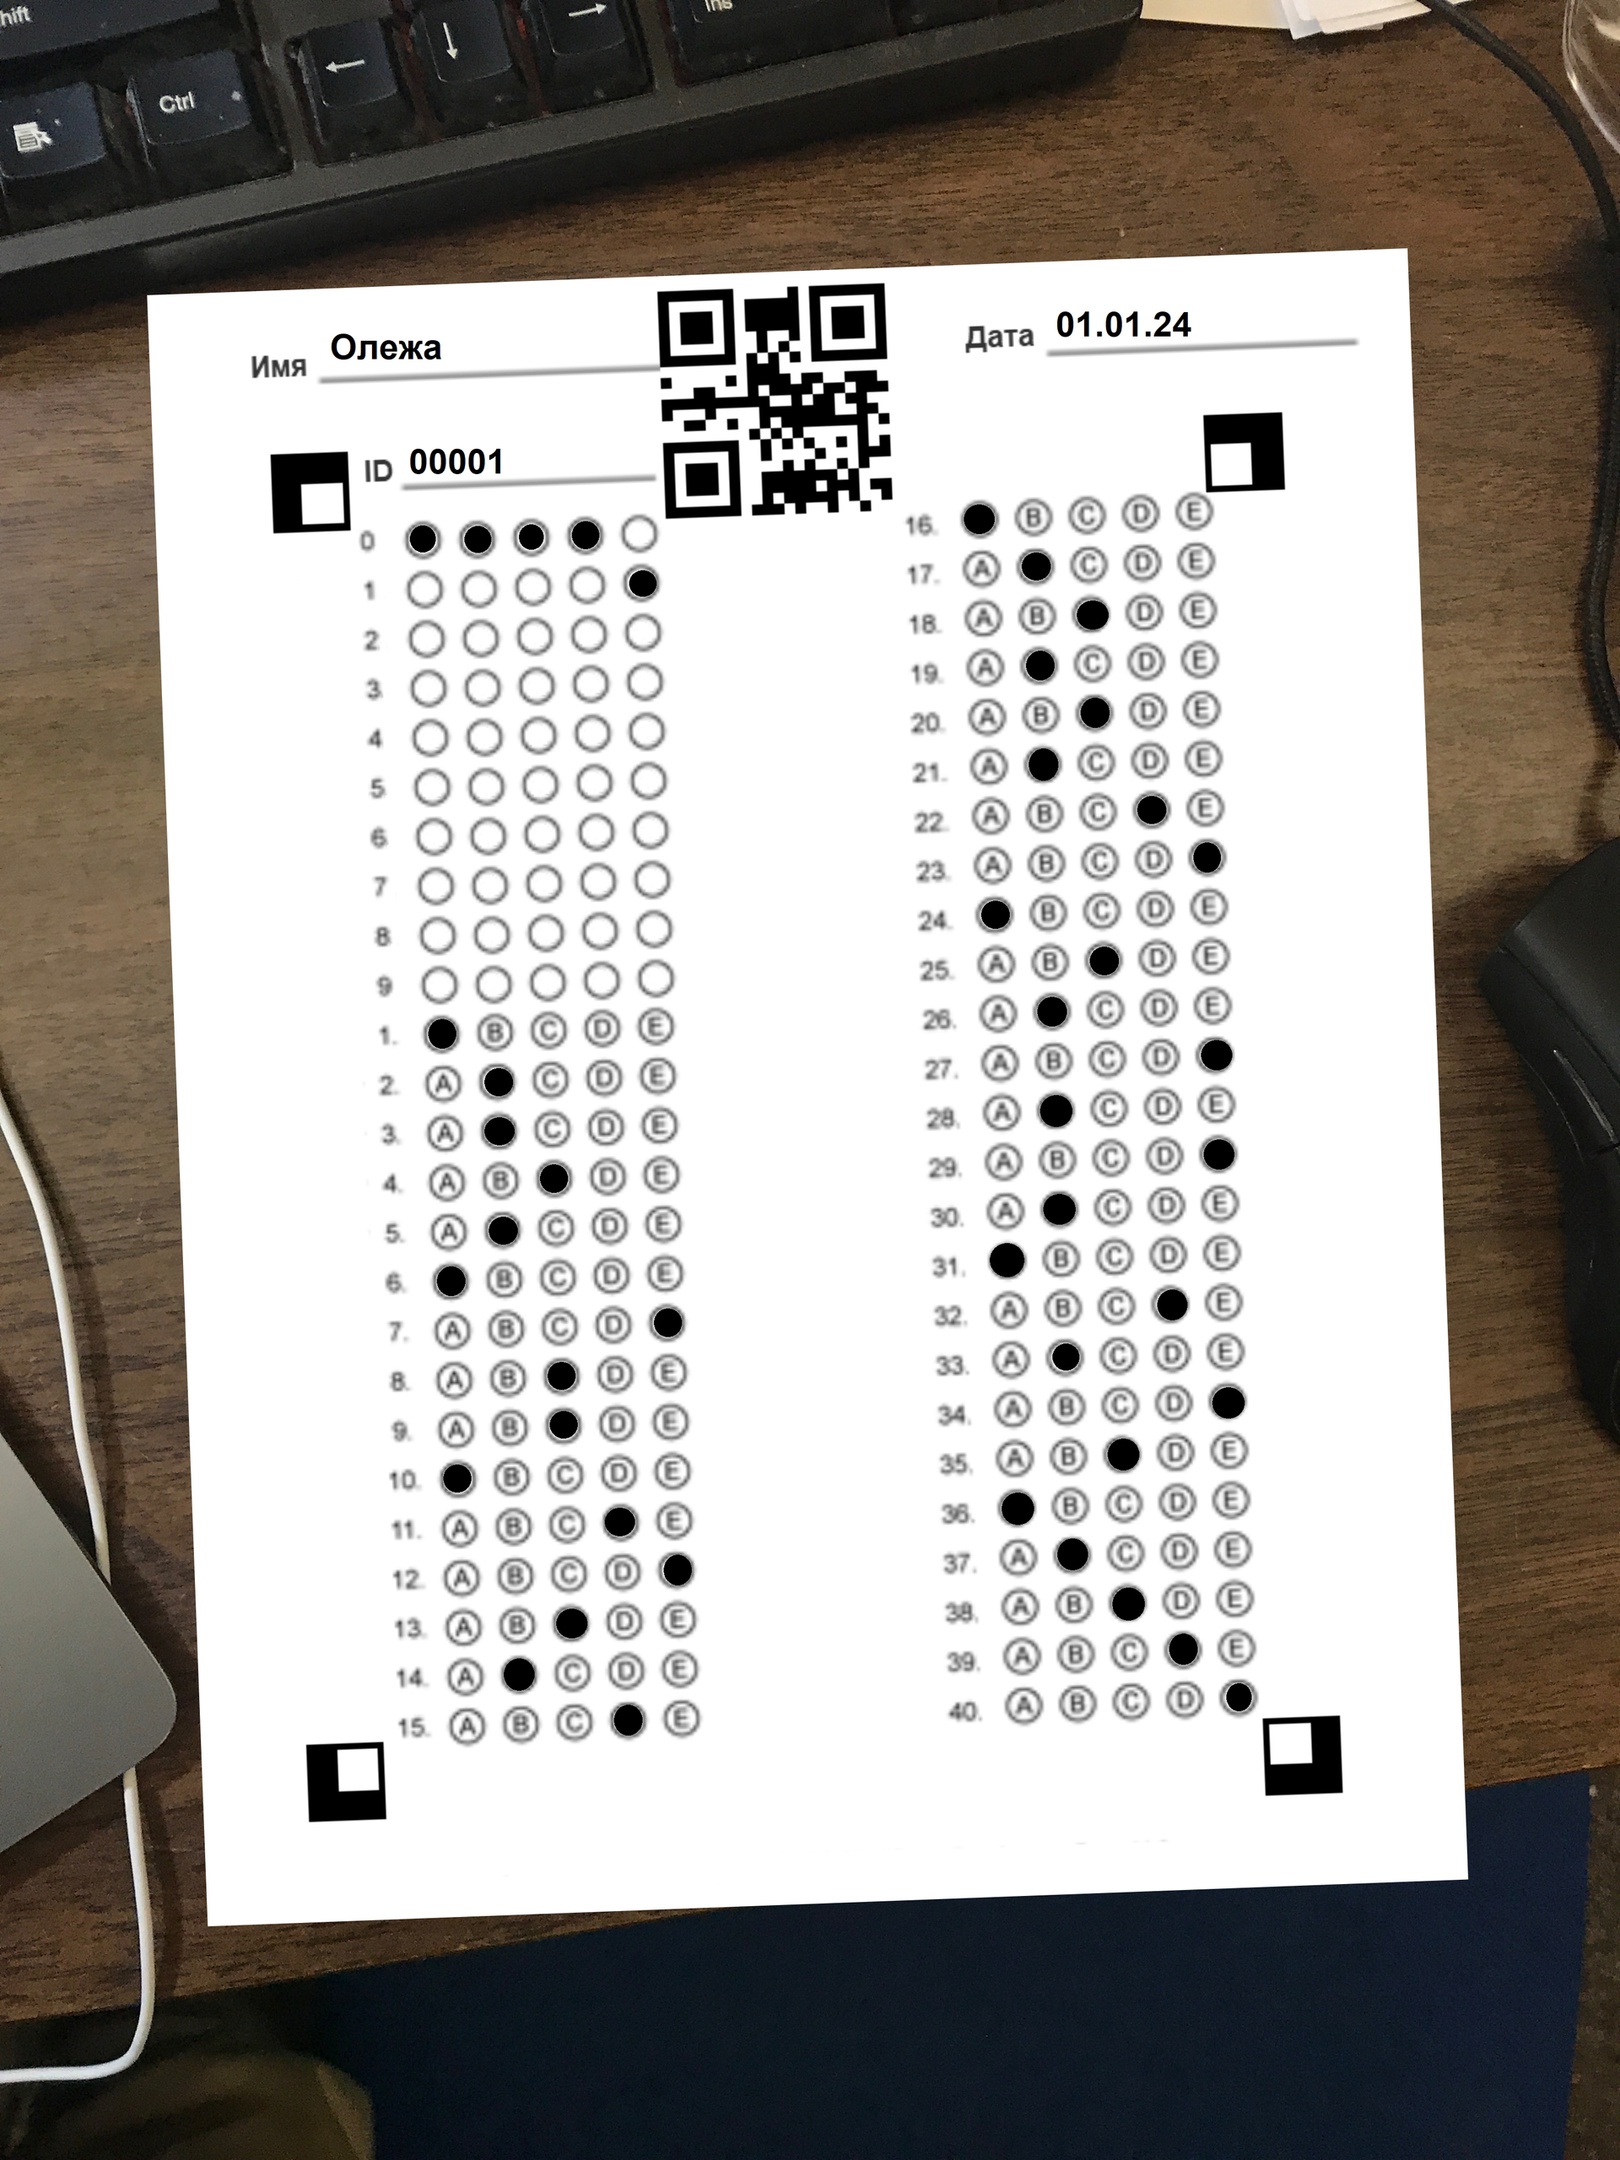 hift
Ctrl
←
↓
→
Ins
Имя Олежа
Дата 01.01.24
ID 00001
0
1
2
3
4
5
6
7
8
9
1. B C D E
2. A C D E
3. A C D E
4. A B D E
5. A C D E
6. B C D E
7. A B C D
8. A B D E
9. A B D E
10. B C D E
11. A B C E
12. A B C D
13. A B D E
14. A C D E
15. A B C E
16. B C D E
17. A C D E
18. A B D E
19. A C D E
20. A B D E
21. A C D E
22. A B C E
23. A B C D
24. B C D E
25. A B D E
26. A C D E
27. A B C D
28. A C D E
29. A B C D
30. A C D E
31. B C D E
32. A B C E
33. A C D E
34. A B C D
35. A B D E
36. B C D E
37. A C D E
38. A B D E
39. A B C E
40. A B C D